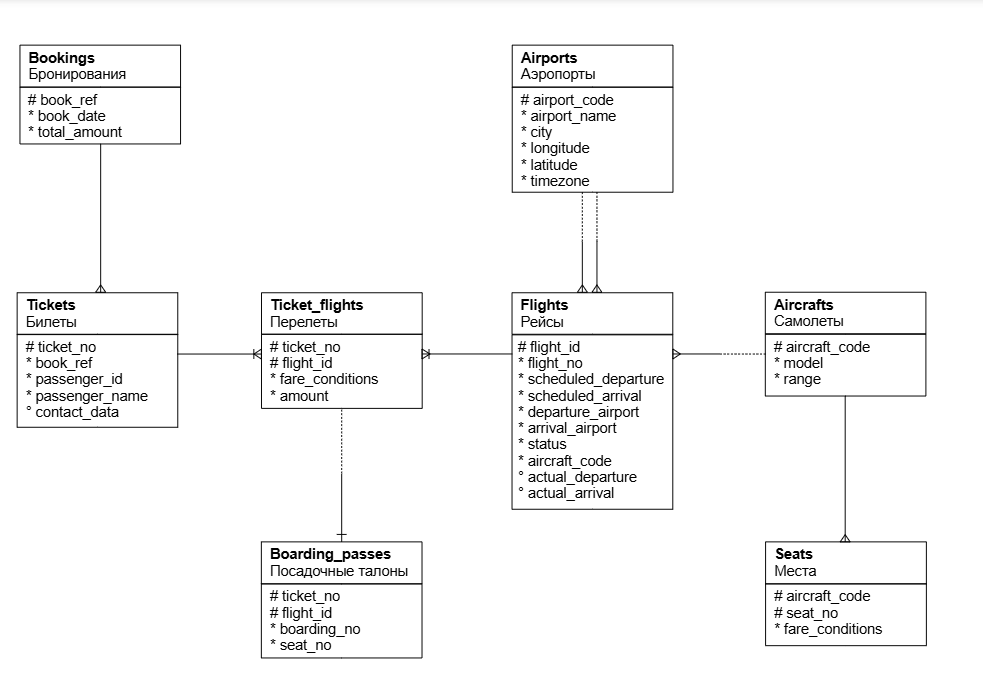 Bookings
Бронирования
# book_ref
* book_date
* total_amount
Airports
Аэропорты
# airport_code
* airport_name
* city
* longitude
* latitude
* timezone
Tickets
Билеты
# ticket_no
* book_ref
* passenger_id
* passenger_name
° contact_data
Ticket_flights
Перелеты
# ticket_no
# flight_id
* fare_conditions
* amount
Flights
Рейсы
# flight_id
* flight_no
* scheduled_departure
* scheduled_arrival
* departure_airport
* arrival_airport
* status
* aircraft_code
° actual_departure
° actual_arrival
Aircrafts
Самолеты
# aircraft_code
* model
* range
Boarding_passes
Посадочные талоны
# ticket_no
# flight_id
* boarding_no
* seat_no
Seats
Места
# aircraft_code
# seat_no
* fare_conditions